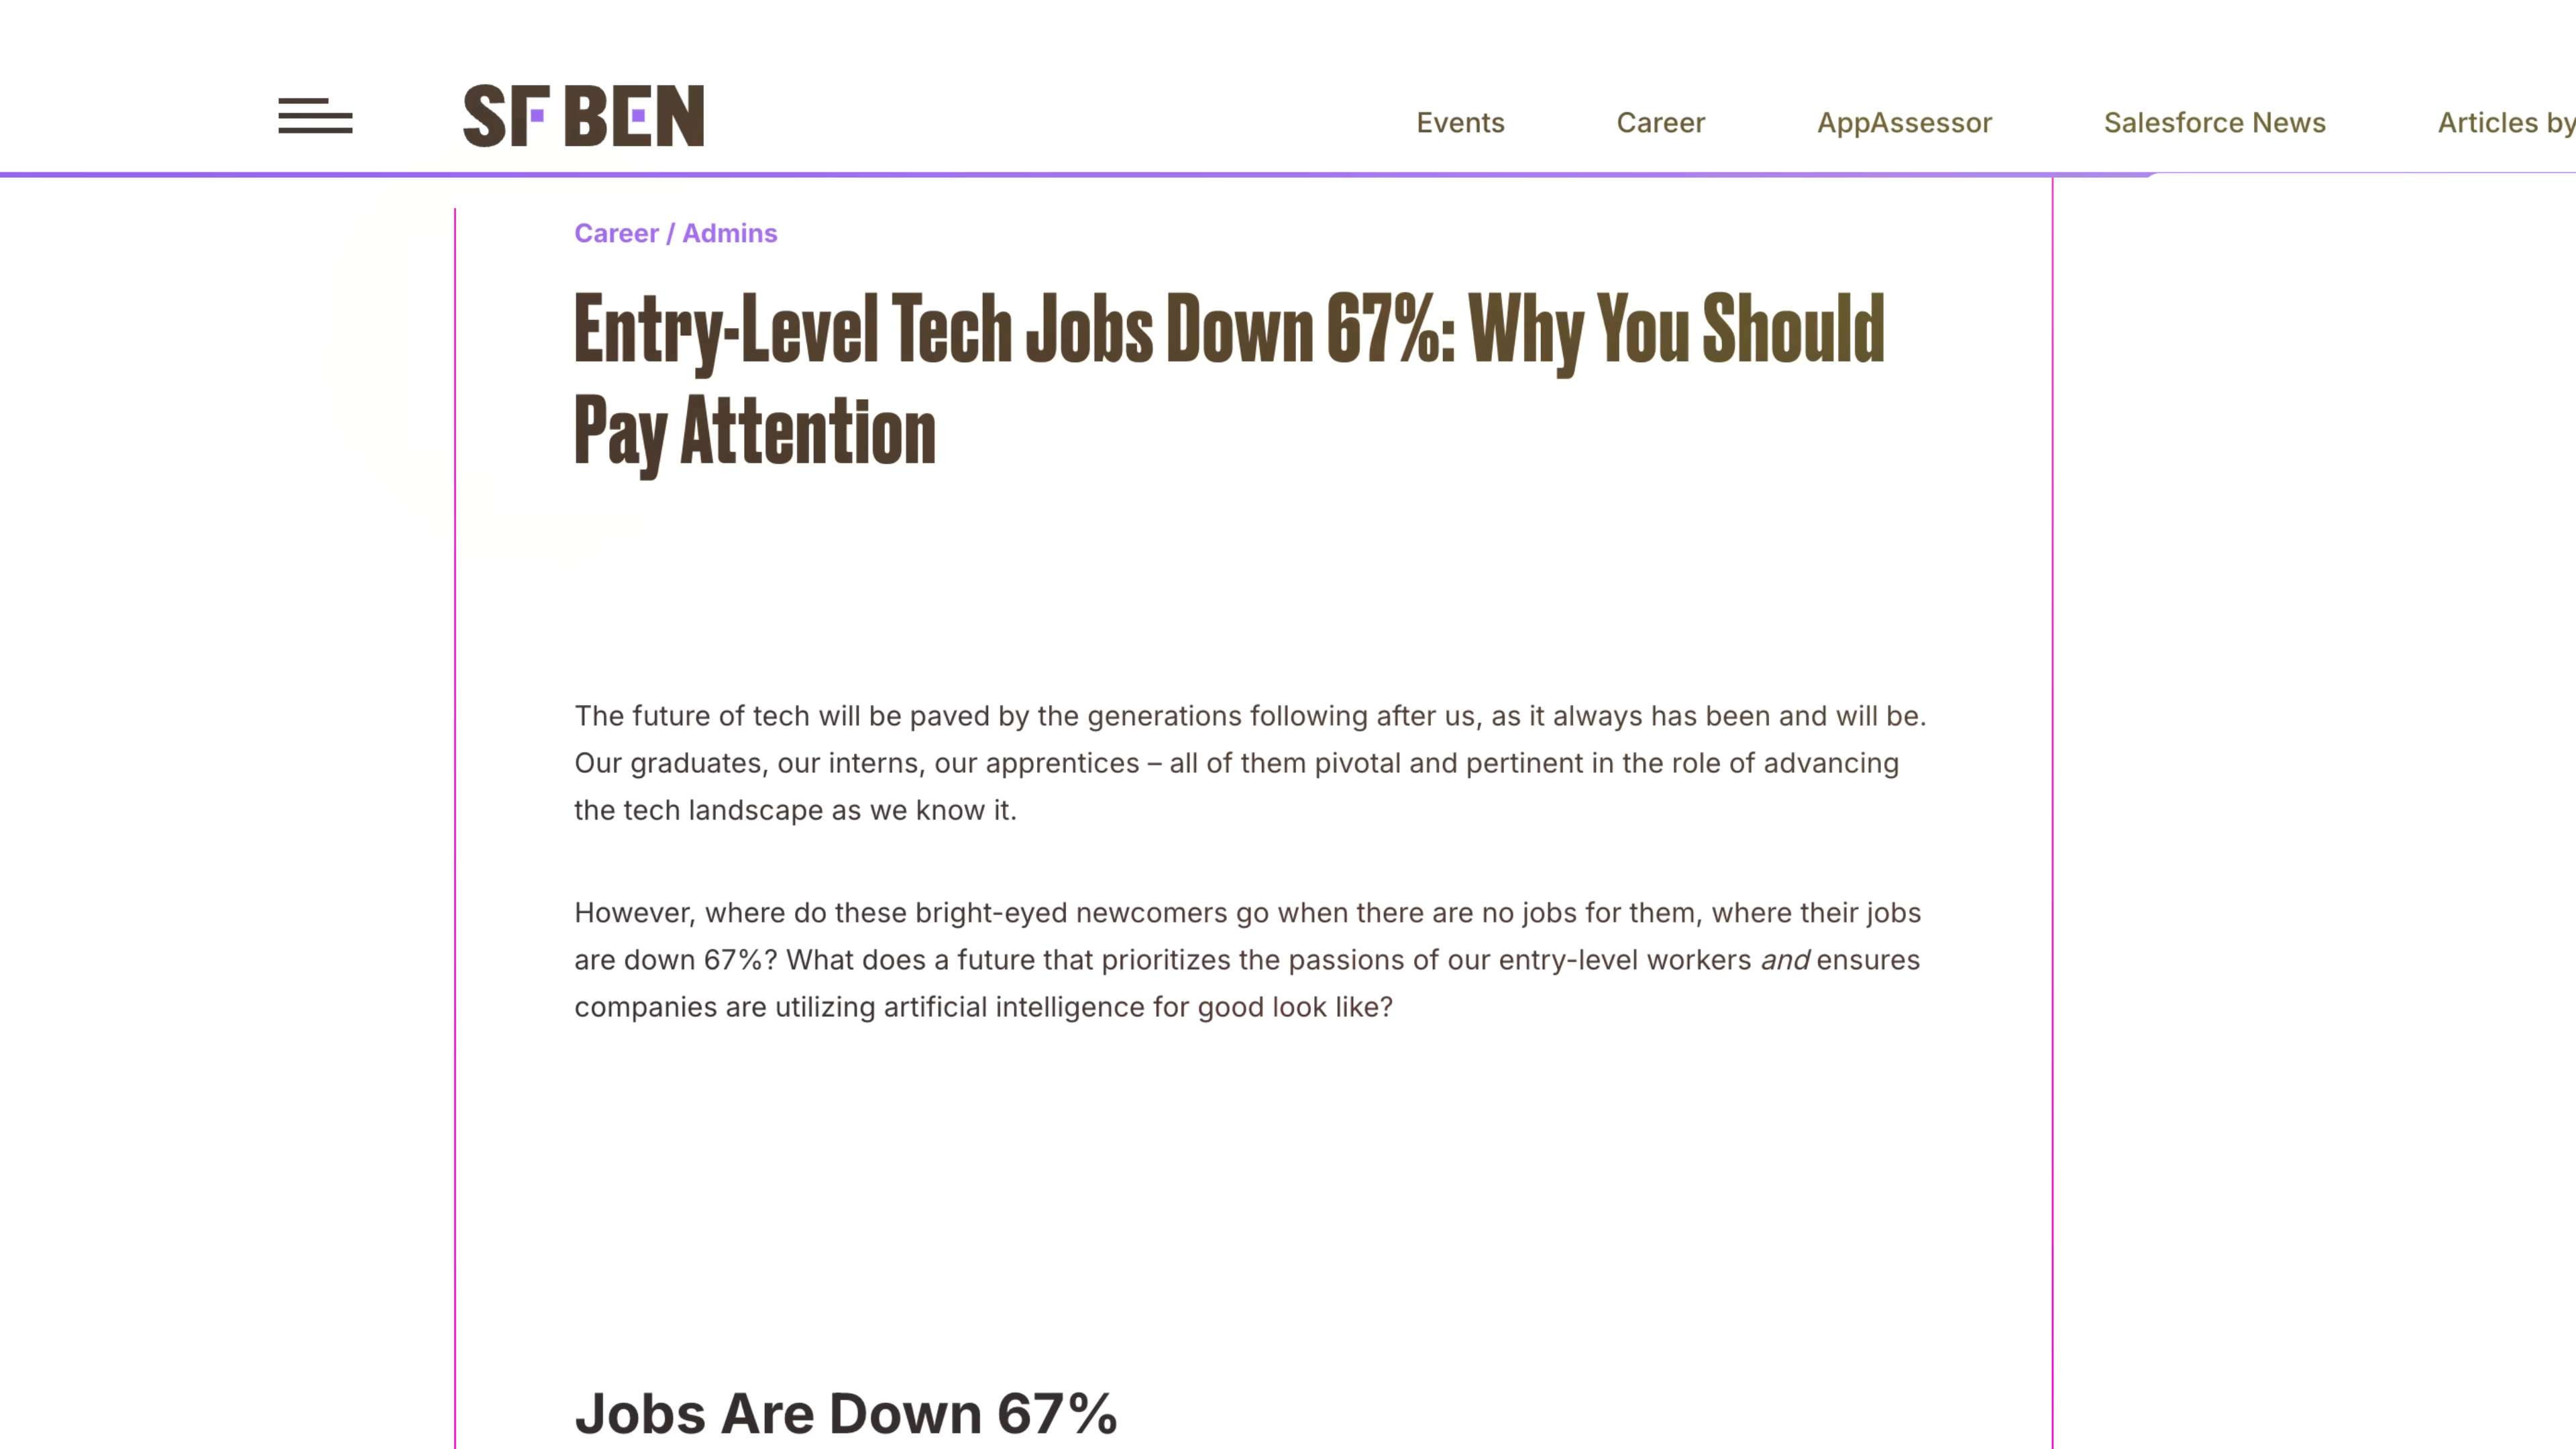 SF BEN
Events
Career
AppAssessor
Salesforce News
Articles by
Career / Admins
Entry-Level Tech Jobs Down 67%: Why You Should
Pay Attention
The future of tech will be paved by the generations following after us, as it always has been and will be.
Our graduates, our interns, our apprentices – all of them pivotal and pertinent in the role of advancing
the tech landscape as we know it.
However, where do these bright-eyed newcomers go when there are no jobs for them, where their jobs
are down 67%? What does a future that prioritizes the passions of our entry-level workers and ensures
companies are utilizing artificial intelligence for good look like?
Jobs Are Down 67%